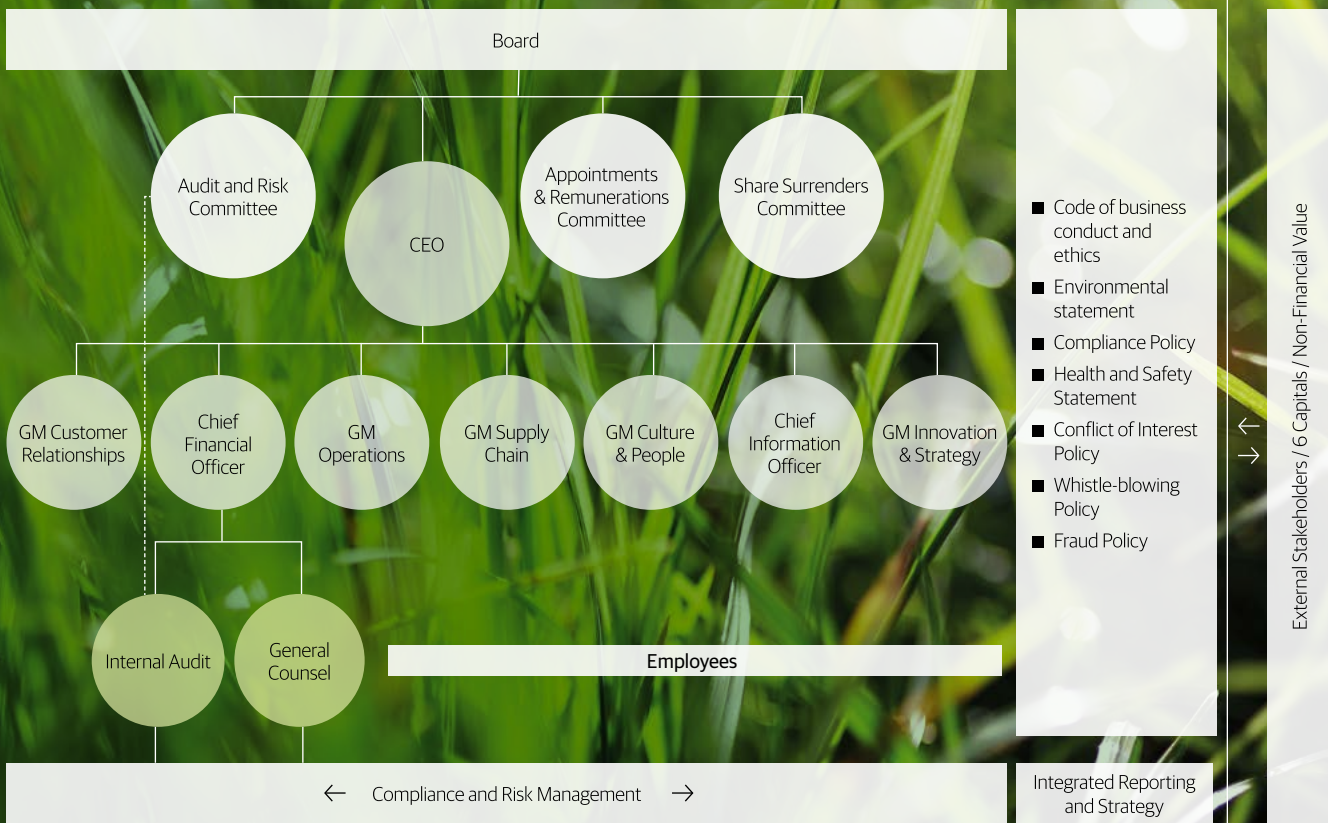 Board
Audit and Risk
Committee
CEO
Appointments
& Remunerations
Committee
Share Surrenders
Committee
GM Customer
Relationships
Chief
Financial
Officer
GM
Operations
GM Supply
Chain
GM Culture
& People
Chief
Information
Officer
GM Innovation
& Strategy
Internal Audit
General
Counsel
Employees
← Compliance and Risk Management →
■ Code of business
conduct and
ethics
■ Environmental
statement
■ Compliance Policy
■ Health and Safety
Statement
■ Conflict of Interest
Policy
■ Whistle-blowing
Policy
■ Fraud Policy
Integrated Reporting
and Strategy
←
→
External Stakeholders / 6 Capitals / Non-Financial Value